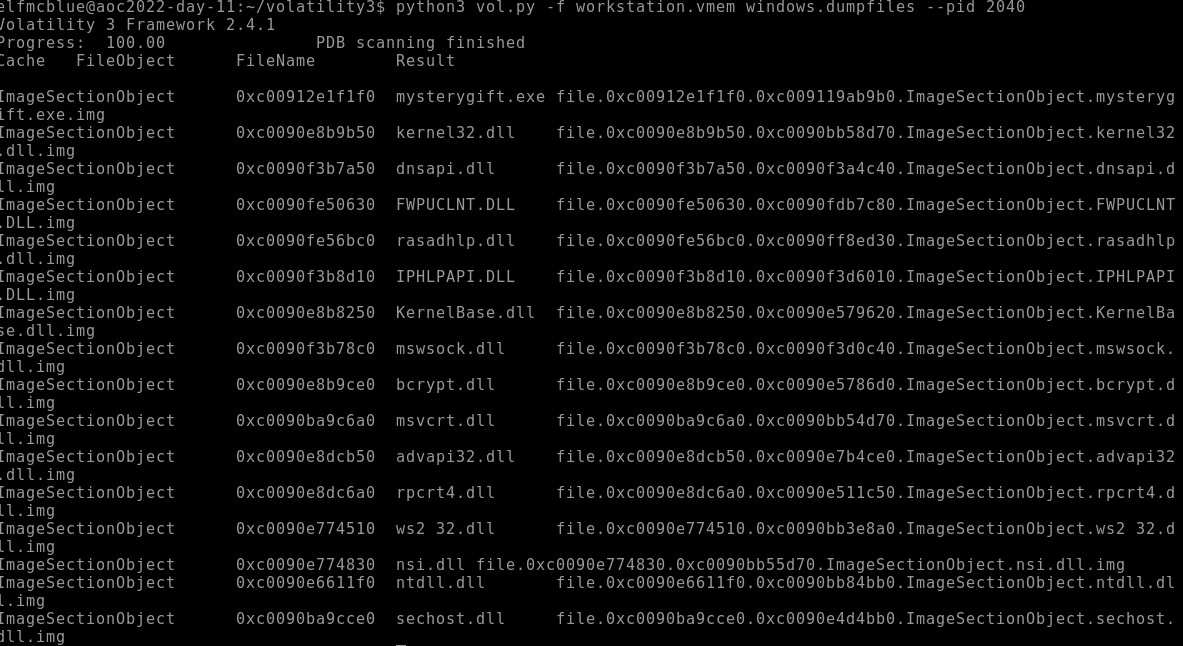 elfmcblue@aoc2022-day-11:~/volatility3$ python3 vol.py -f workstation.vmem windows.dumpfiles --pid 2040
Volatility 3 Framework 2.4.1
Progress:  100.00               PDB scanning finished
Cache   FileObject      FileName        Result
ImageSectionObject      0xc00912e1f1f0  mysterygift.exe file.0xc00912e1f1f0.0xc009119ab9b0.ImageSectionObject.mysteryg
ift.exe.img
ImageSectionObject      0xc0090e8b9b50  kernel32.dll    file.0xc0090e8b9b50.0xc0090bb58d70.ImageSectionObject.kernel32
.dll.img
ImageSectionObject      0xc0090f3b7a50  dnsapi.dll      file.0xc0090f3b7a50.0xc0090f3a4c40.ImageSectionObject.dnsapi.d
ll.img
ImageSectionObject      0xc0090fe50630  FWPUCLNT.DLL    file.0xc0090fe50630.0xc0090fdb7c80.ImageSectionObject.FWPUCLNT
.DLL.img
ImageSectionObject      0xc0090fe56bc0  rasadhlp.dll    file.0xc0090fe56bc0.0xc0090ff8ed30.ImageSectionObject.rasadhlp
.dll.img
ImageSectionObject      0xc0090f3b8d10  IPHLPAPI.DLL    file.0xc0090f3b8d10.0xc0090f3d6010.ImageSectionObject.IPHLPAPI
.DLL.img
ImageSectionObject      0xc0090e8b8250  KernelBase.dll  file.0xc0090e8b8250.0xc0090e579620.ImageSectionObject.KernelBa
se.dll.img
ImageSectionObject      0xc0090f3b78c0  mswsock.dll     file.0xc0090f3b78c0.0xc0090f3d0c40.ImageSectionObject.mswsock.
dll.img
ImageSectionObject      0xc0090e8b9ce0  bcrypt.dll      file.0xc0090e8b9ce0.0xc0090e5786d0.ImageSectionObject.bcrypt.d
ll.img
ImageSectionObject      0xc0090ba9c6a0  msvcrt.dll      file.0xc0090ba9c6a0.0xc0090bb54d70.ImageSectionObject.msvcrt.d
ll.img
ImageSectionObject      0xc0090e8dcb50  advapi32.dll    file.0xc0090e8dcb50.0xc0090e7b4ce0.ImageSectionObject.advapi32
.dll.img
ImageSectionObject      0xc0090e8dc6a0  rpcrt4.dll      file.0xc0090e8dc6a0.0xc0090e511c50.ImageSectionObject.rpcrt4.d
ll.img
ImageSectionObject      0xc0090e774510  ws2 32.dll      file.0xc0090e774510.0xc0090bb3e8a0.ImageSectionObject.ws2 32.d
ll.img
ImageSectionObject      0xc0090e774830  nsi.dll file.0xc0090e774830.0xc0090bb55d70.ImageSectionObject.nsi.dll.img
ImageSectionObject      0xc0090e6611f0  ntdll.dll       file.0xc0090e6611f0.0xc0090bb84bb0.ImageSectionObject.ntdll.dl
l.img
ImageSectionObject      0xc0090ba9cce0  sechost.dll     file.0xc0090ba9cce0.0xc0090e4d4bb0.ImageSectionObject.sechost.
dll.img